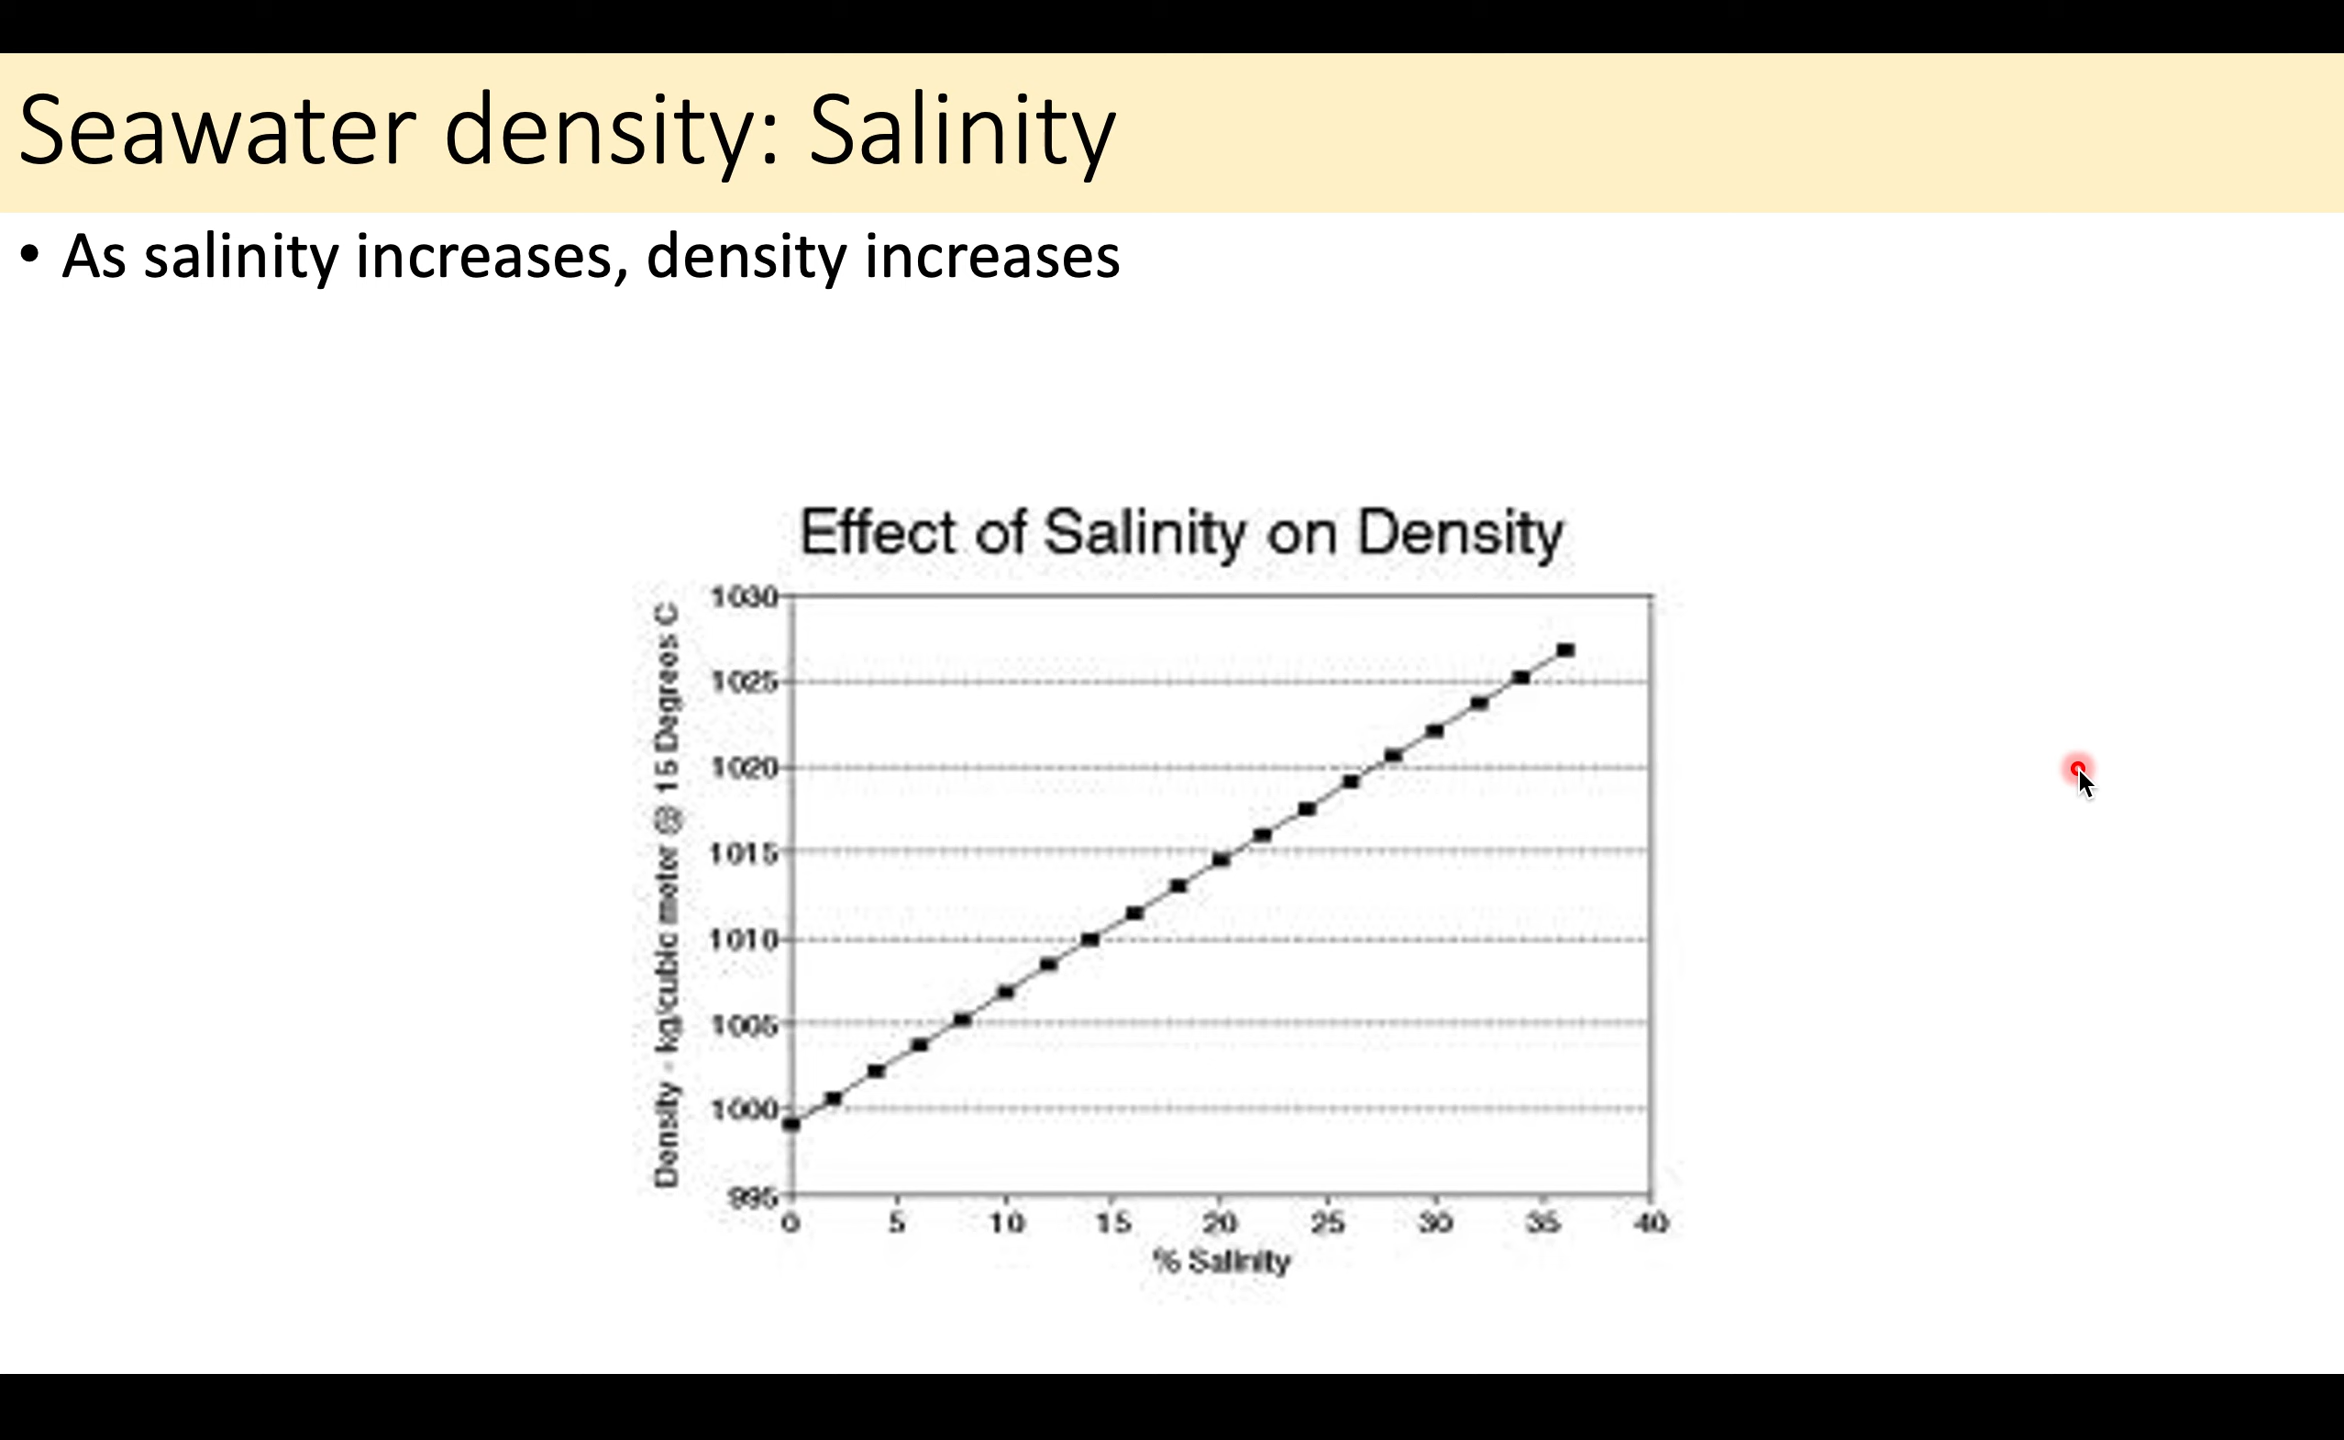 Seawater density: Salinity
• As salinity increases, density increases
Effect of Salinity on Density
Density - kg/cubic meter @ 15 Degrees C
1030
1025
1020
1015
1010
1005
1000
995
0 5 10 15 20 25 30 35 40
% Salinity